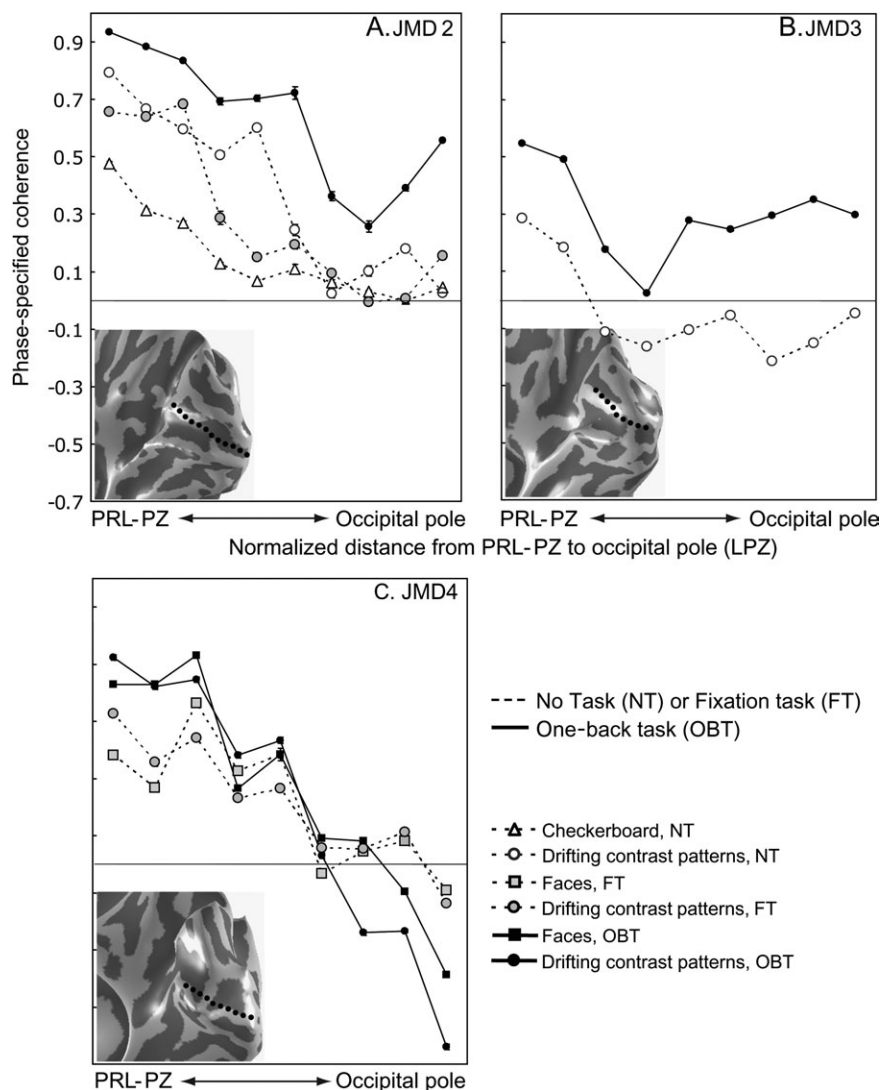 A. JMD 2
B. JMD3
0.9
0.7
0.5
0.3
0.1
-0.1
-0.3
-0.5
-0.7
Phase-specified coherence
PRL-PZ
Occipital pole
PRL-PZ
Occipital pole
Normalized distance from PRL-PZ to occipital pole (LPZ)
C. JMD4
No Task (NT) or Fixation task (FT)
One-back task (OBT)
Checkerboard, NT
Drifting contrast patterns, NT
Faces, FT
Drifting contrast patterns, FT
Faces, OBT
Drifting contrast patterns, OBT
PRL-PZ
Occipital pole